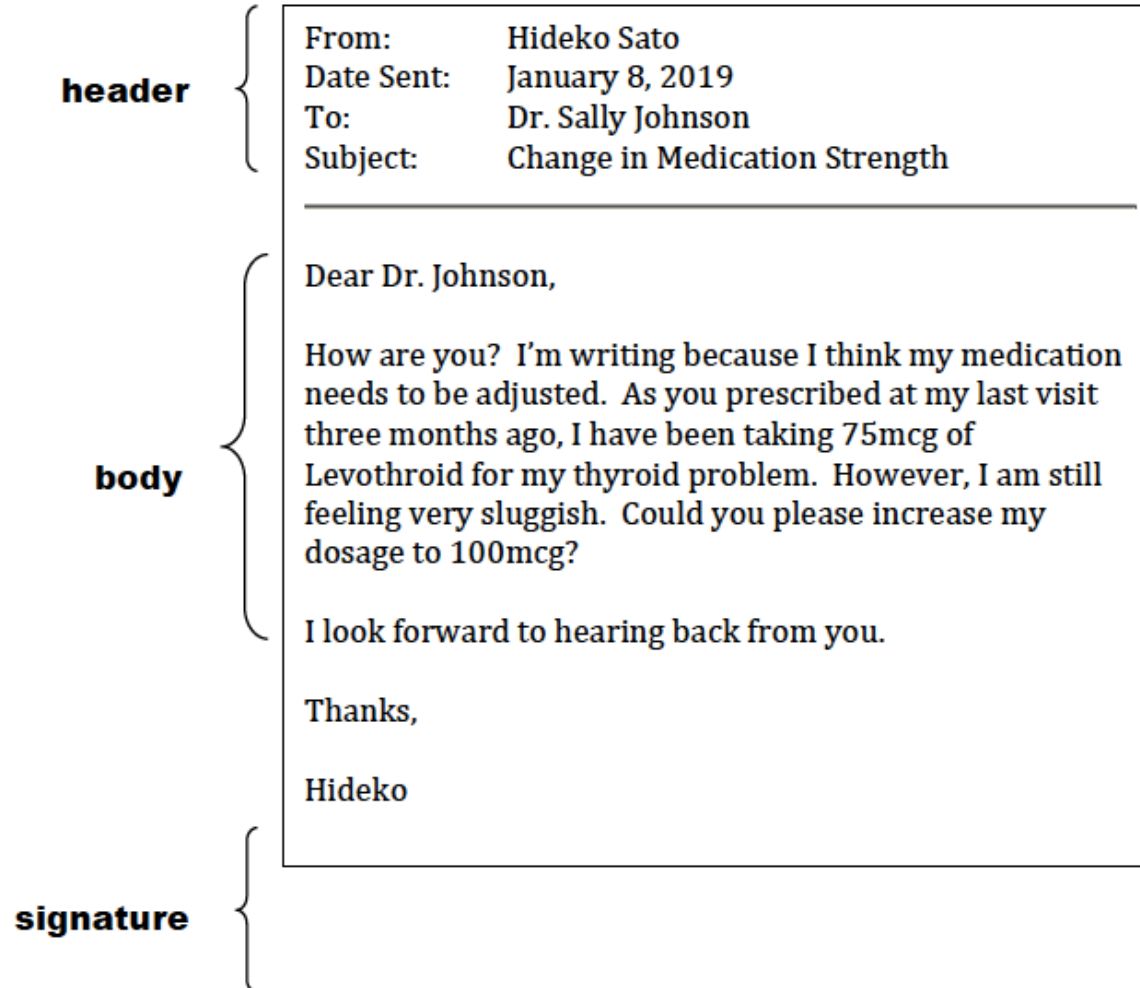 header
From: Hideko Sato
Date Sent: January 8, 2019
To: Dr. Sally Johnson
Subject: Change in Medication Strength
Dear Dr. Johnson,
How are you?  I’m writing because I think my medication
needs to be adjusted.  As you prescribed at my last visit
three months ago, I have been taking 75mcg of
Levothroid for my thyroid problem.  However, I am still
feeling very sluggish.  Could you please increase my
dosage to 100mcg?
body
I look forward to hearing back from you.
Thanks,
Hideko
signature